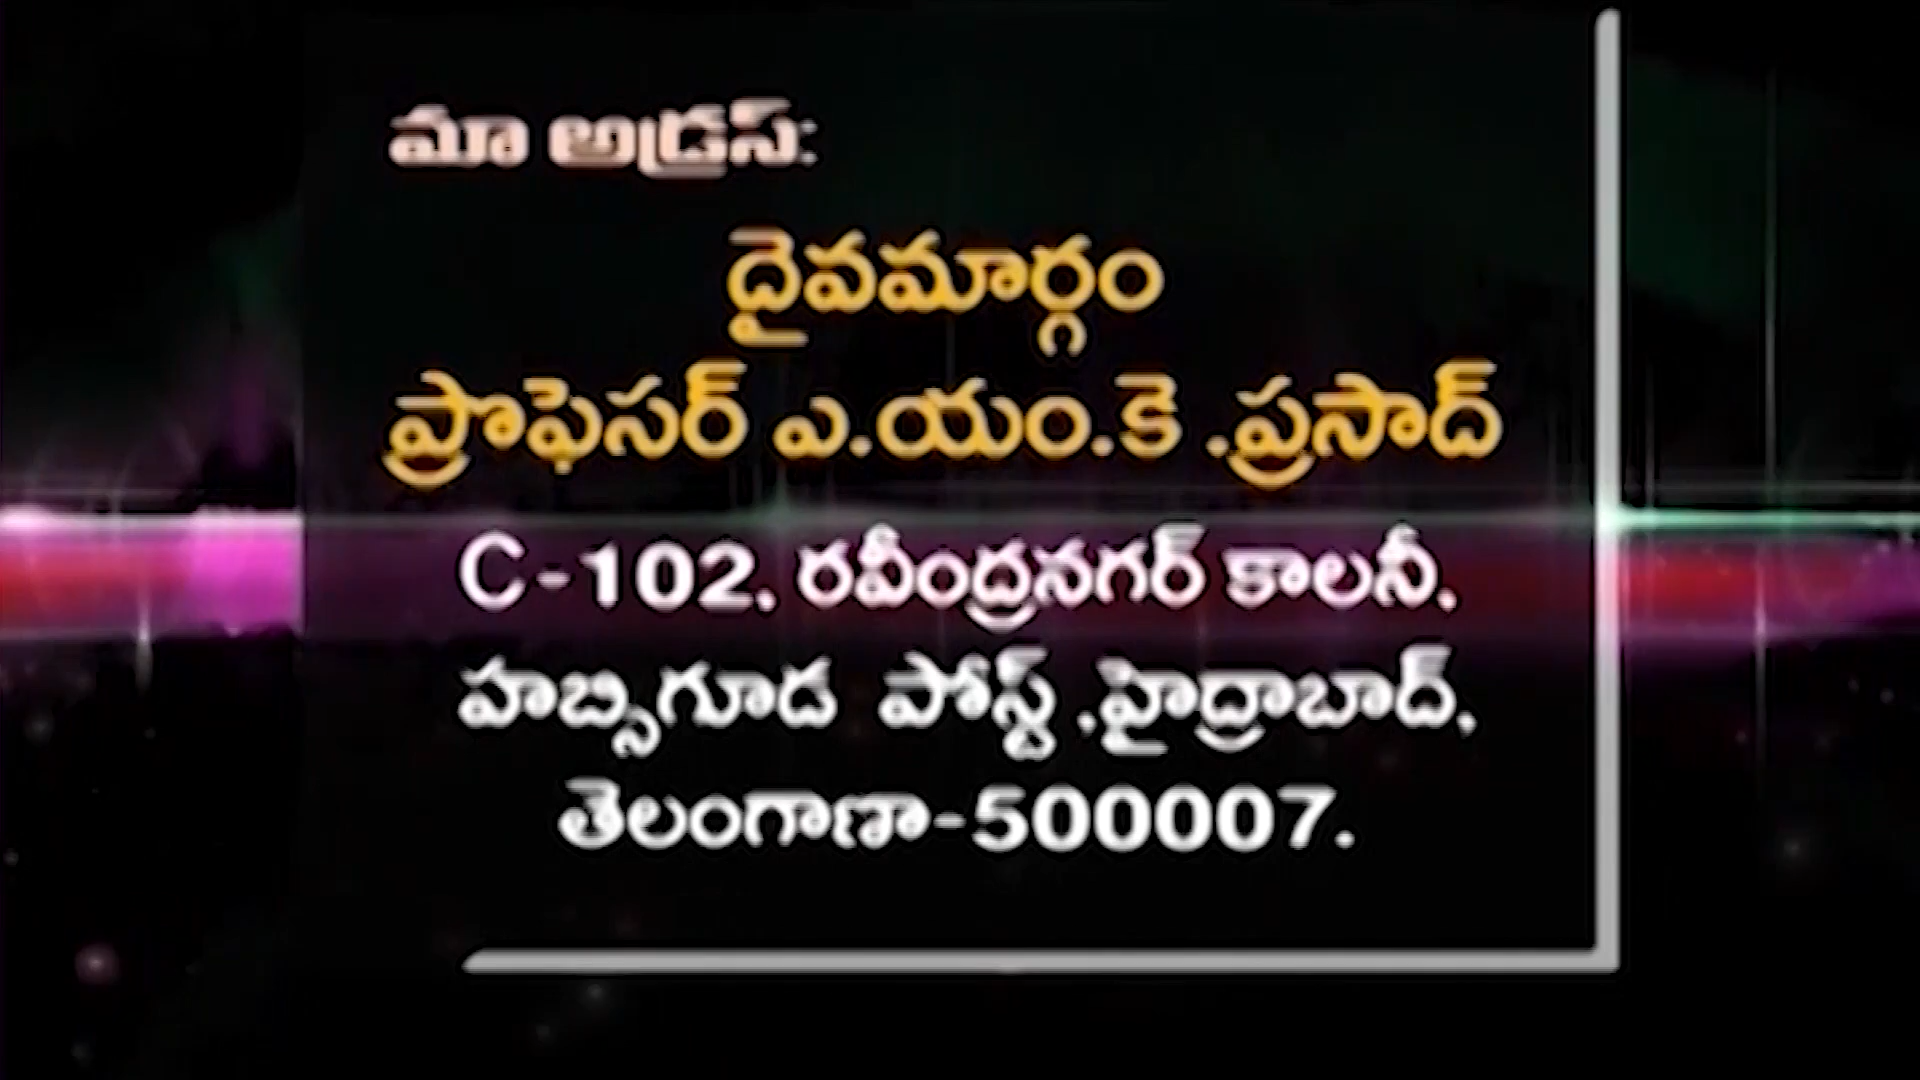 మా అడ్రస్:
దైవమార్గం
ప్రొఫెసర్ ఎ.యం.కె .ప్రసాద్
C-102, రవీంద్రనగర్ కాలనీ,
హబ్సిగూడ పోస్ట్ ,హైద్రాబాద్,
తెలంగాణా-500007.